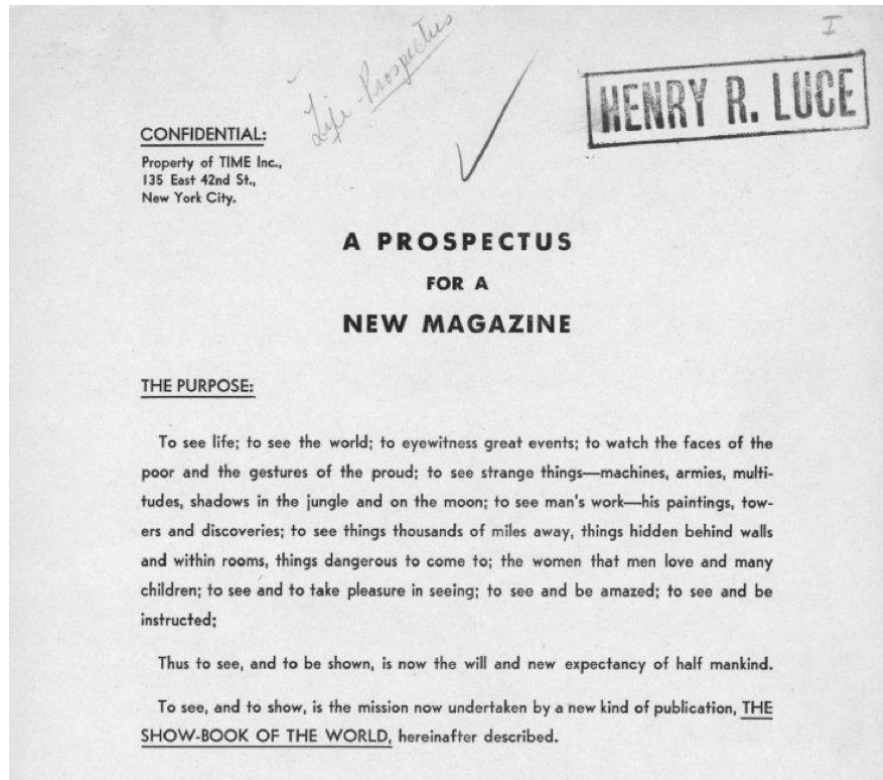 I
Life Prospectus
HENRY R. LUCE
CONFIDENTIAL:
Property of TIME Inc.,
135 East 42nd St.,
New York City.
A PROSPECTUS
FOR A
NEW MAGAZINE
THE PURPOSE:
To see life; to see the world; to eyewitness great events; to watch the faces of the
poor and the gestures of the proud; to see strange things—machines, armies, multi-
tudes, shadows in the jungle and on the moon; to see man's work—his paintings, tow-
ers and discoveries; to see things thousands of miles away, things hidden behind walls
and within rooms, things dangerous to come to; the women that men love and many
children; to see and to take pleasure in seeing; to see and be amazed; to see and be
instructed;
Thus to see, and to be shown, is now the will and new expectancy of half mankind.
To see, and to show, is the mission now undertaken by a new kind of publication, THE
SHOW-BOOK OF THE WORLD, hereinafter described.